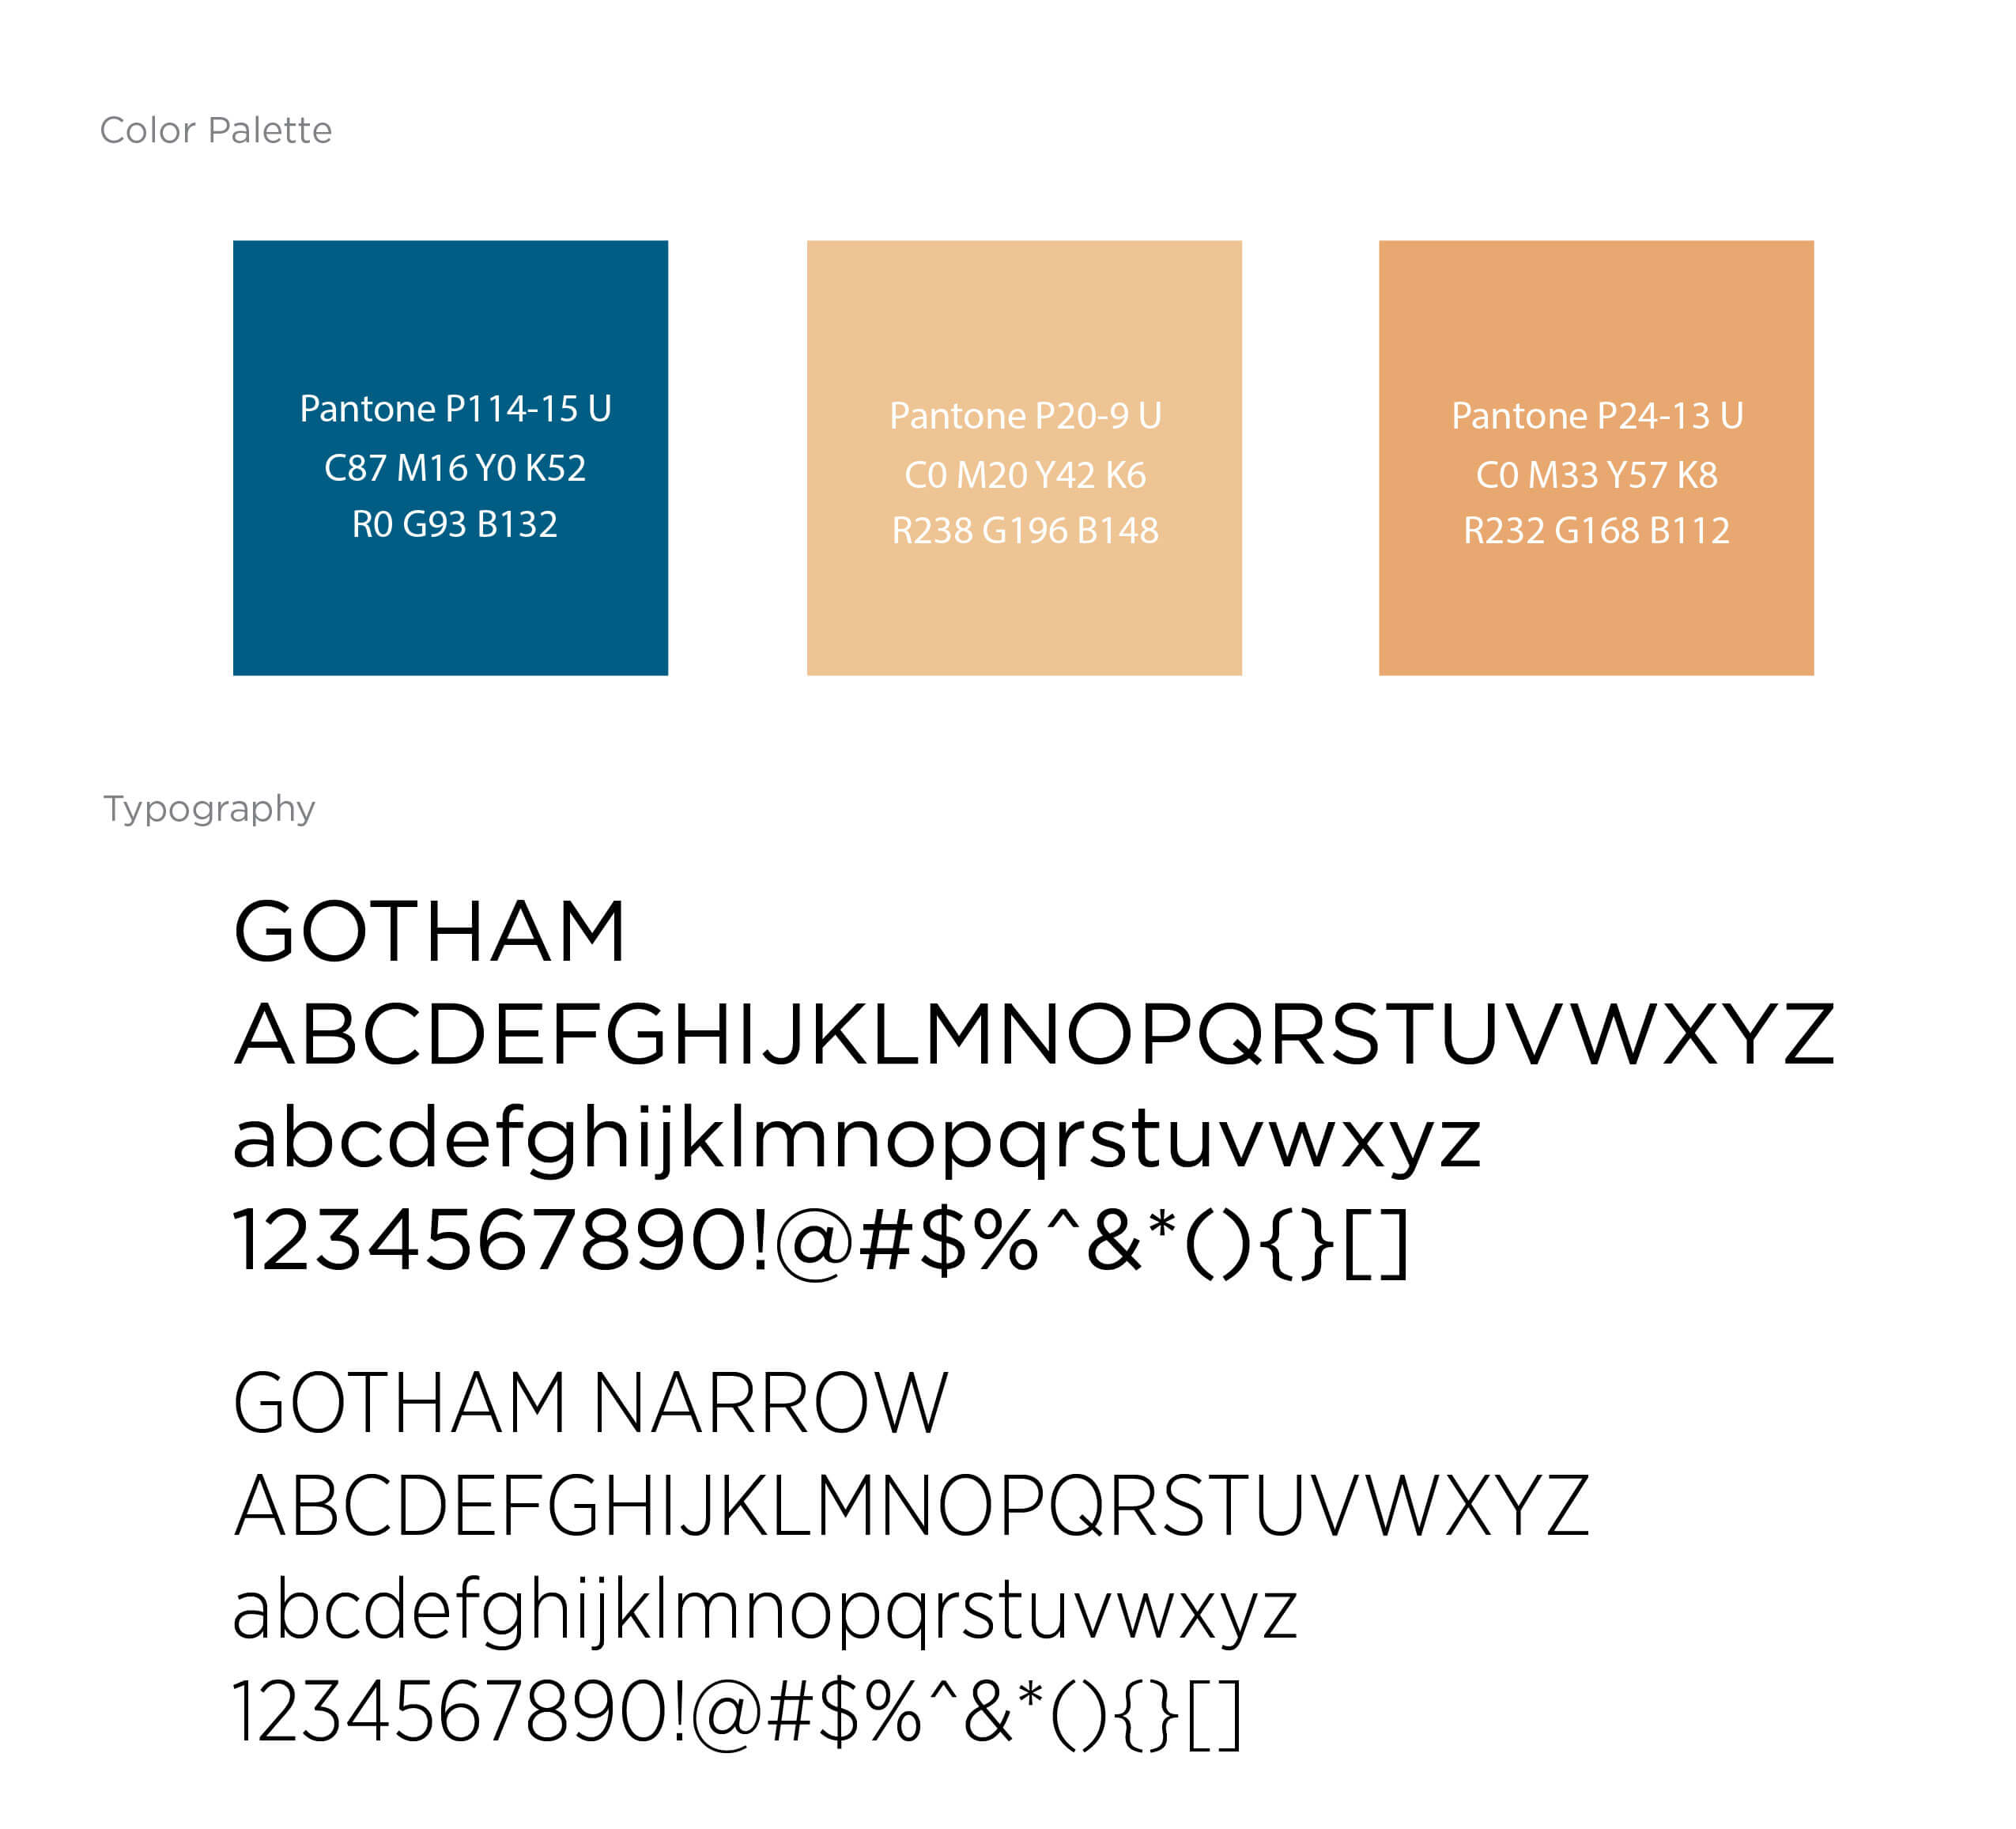 Color Palette
Pantone P114-15 U
C87 M16 Y0 K52
R0 G93 B132
Pantone P20-9 U
C0 M20 Y42 K6
R238 G196 B148
Pantone P24-13 U
C0 M33 Y57 K8
R232 G168 B112
Typography
GOTHAM
ABCDEFGHIJKLMNOPQRSTUVWXYZ
abcdefghijklmnopqrstuvwxyz
1234567890!@#$%^&*(){}[]
GOTHAM NARROW
ABCDEFGHIJKLMNOPQRSTUVWXYZ
abcdefghijklmnopqrstuvwxyz
1234567890!@#$%^&*(){}[]